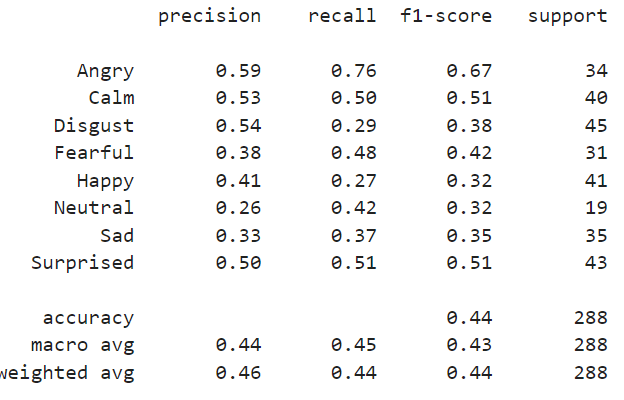 precision recall f1-score support
Angry 0.59 0.76 0.67 34
Calm 0.53 0.50 0.51 40
Disgust 0.54 0.29 0.38 45
Fearful 0.38 0.48 0.42 31
Happy 0.41 0.27 0.32 41
Neutral 0.26 0.42 0.32 19
Sad 0.33 0.37 0.35 35
Surprised 0.50 0.51 0.51 43
accuracy 0.44 288
macro avg 0.44 0.45 0.43 288
weighted avg 0.46 0.44 0.44 288